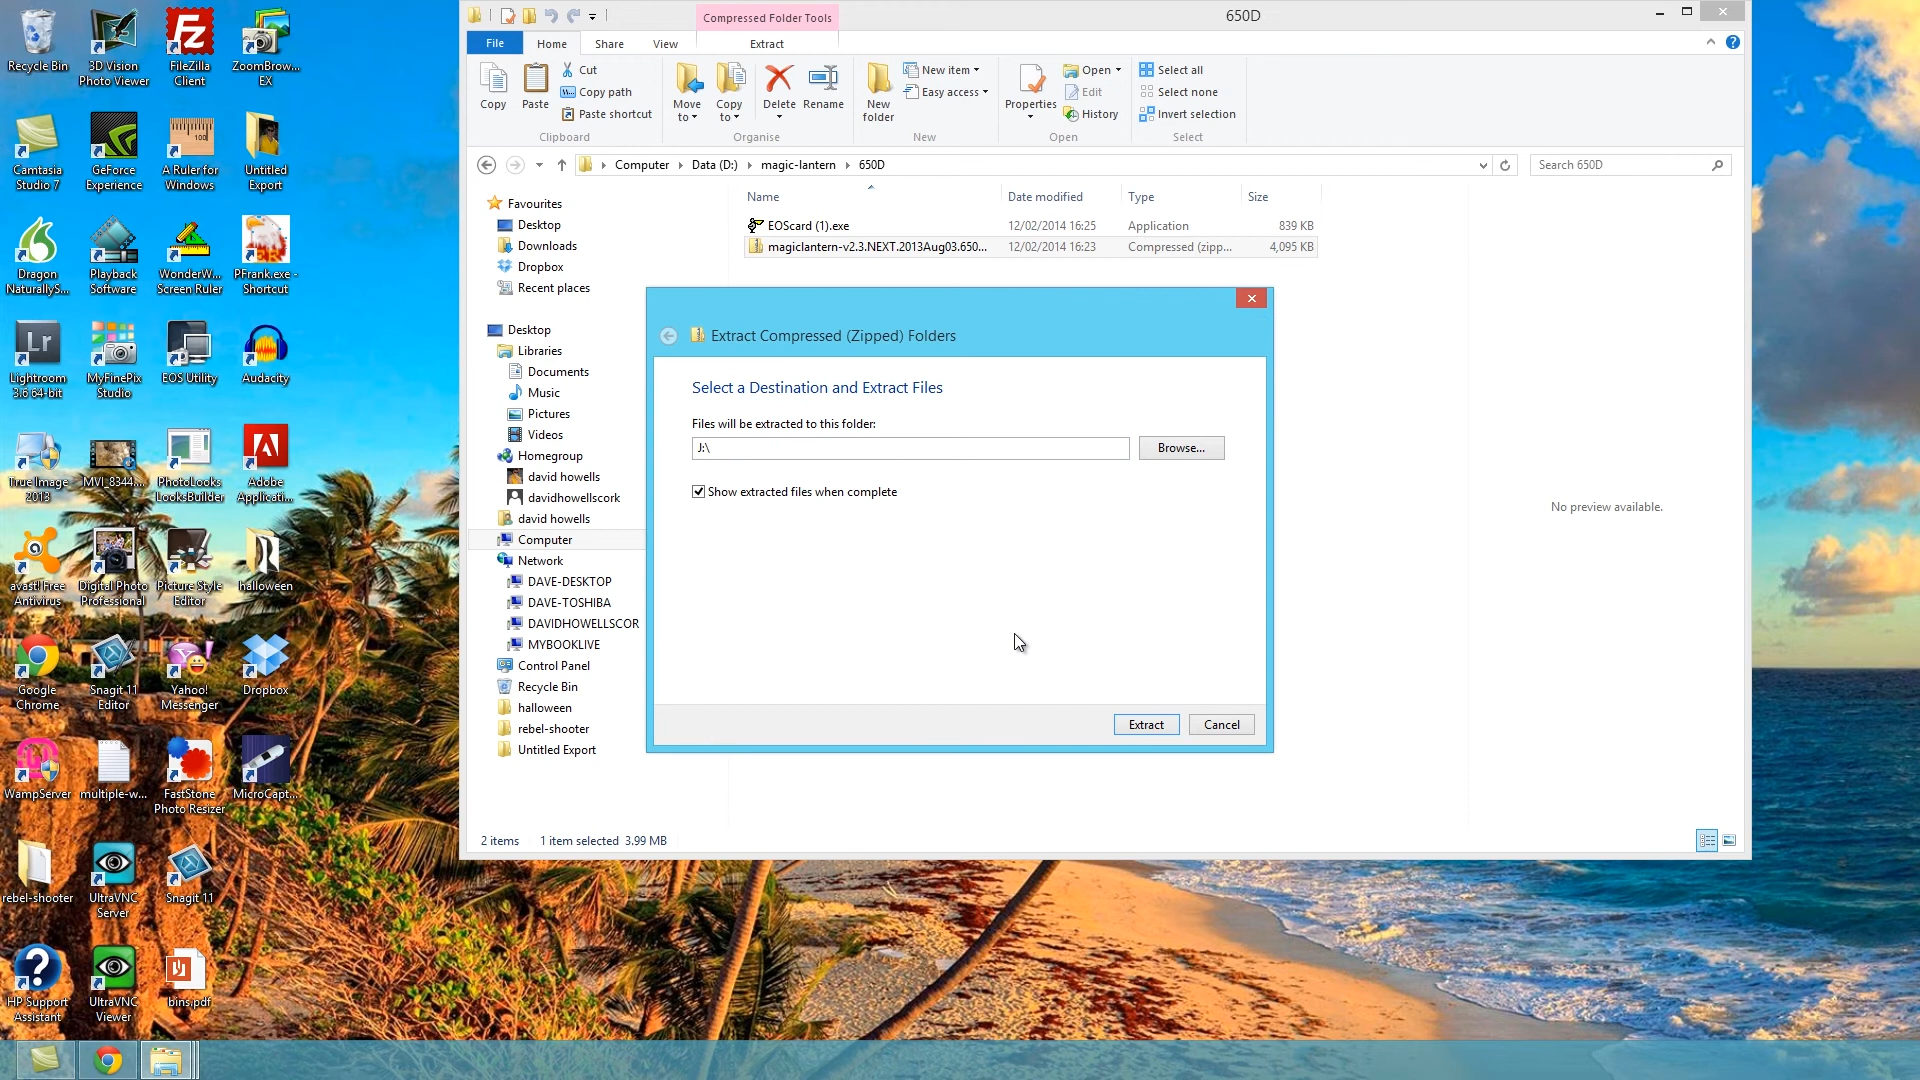 Recycle Bin
3D Vision
Photo Viewer
FileZilla
Client
ZoomBrow...
EX
Camtasia
Studio 7
GeForce
Experience
A Ruler for
Windows
Untitled
Export
Dragon
NaturallyS...
Playback
Software
WonderW...
Screen Ruler
PFrank.exe -
Shortcut
Lightroom
3.6 64-bit
MyFinePix
Studio
EOS Utility
Audacity
True Image
2013
MVI_8344....
PhotoLooks
LooksBuilder
Adobe
Applicati...
avast! Free
Antivirus
Digital Photo
Professional
Picture Style
Editor
halloween
Google
Chrome
Snagit 11
Editor
Yahoo!
Messenger
Dropbox
WampServer
multiple-w...
FastStone
Photo Resizer
MicroCapt...
rebel-shooter
UltraVNC
Server
Snagit 11
HP Support
Assistant
UltraVNC
Viewer
bins.pdf
Compressed Folder Tools
650D
File
Home
Share
View
Extract
Copy
Paste
Cut
Copy path
Paste shortcut
Clipboard
Move
to
Copy
to
Delete
Rename
Organise
New
folder
New item
Easy access
New
Properties
Open
Edit
History
Open
Select all
Select none
Invert selection
Select
Computer
Data (D:)
magic-lantern
650D
Search 650D
Favourites
Desktop
Downloads
Dropbox
Recent places
Desktop
Libraries
Documents
Music
Pictures
Videos
Homegroup
david howells
davidhowellscork
david howells
Computer
Network
DAVE-DESKTOP
DAVE-TOSHIBA
DAVIDHOWELLSCOR
MYBOOKLIVE
Control Panel
Recycle Bin
halloween
rebel-shooter
Untitled Export
Name
Date modified
Type
Size
EOScard (1).exe
12/02/2014 16:25
Application
839 KB
magiclantern-v2.3.NEXT.2013Aug03.650...
12/02/2014 16:23
Compressed (zipp...
4,095 KB
Extract Compressed (Zipped) Folders
Select a Destination and Extract Files
Files will be extracted to this folder:
J:\
Browse...
Show extracted files when complete
Extract
Cancel
No preview available.
2 items
1 item selected 3.99 MB